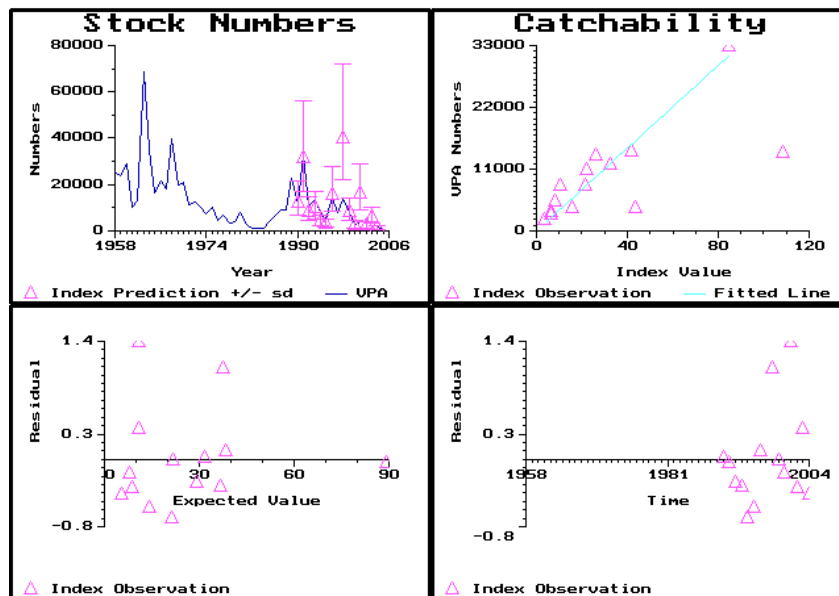 Stock Numbers
80000
60000
40000
20000
0
Numbers
1958
1974
1990
2006
Year
Index Prediction +/- sd
VPA
Catchability
33000
22000
11000
0
VPA Numbers
0
40
80
120
Index Value
Index Observation
Fitted Line
1.4
0.3
-0.8
Residual
0
30
60
90
Expected Value
Index Observation
1.4
0.3
-0.8
Residual
1958
1981
2004
Time
Index Observation